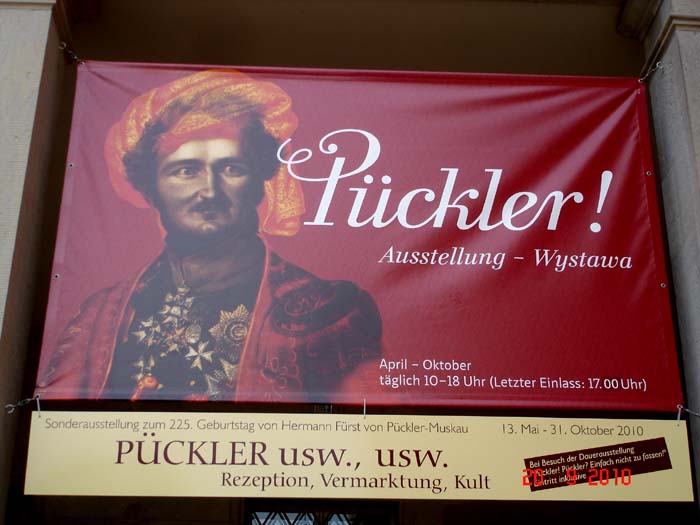 Pückler!
Ausstellung – Wystawa
April – Oktober
täglich 10–18 Uhr (Letzter Einlass: 17.00 Uhr)
Sonderausstellung zum 225. Geburtstag von Hermann Fürst von Pückler-Muskau 13. Mai - 31. Oktober 2010
PÜCKLER usw., usw.
Rezeption, Vermarktung, Kult
Bei Besuch der Dauerausstellung
Pückler! Pückler? Einfach nicht zu fassen!"
inklusive
20 9 2010